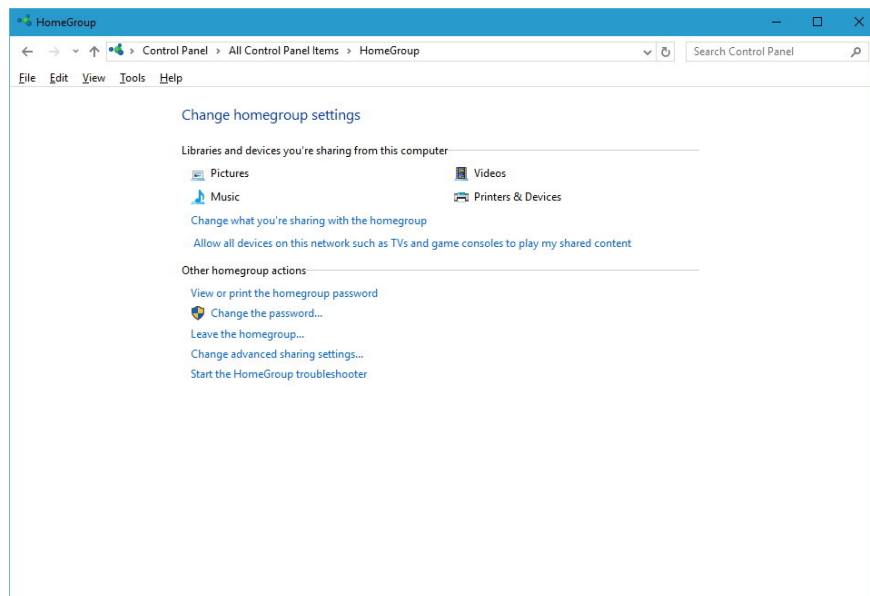 HomeGroup
Control Panel > All Control Panel Items > HomeGroup
Search Control Panel
File Edit View Tools Help
Change homegroup settings
Libraries and devices you're sharing from this computer
Pictures Videos
Music Printers & Devices
Change what you're sharing with the homegroup
Allow all devices on this network such as TVs and game consoles to play my shared content
Other homegroup actions
View or print the homegroup password
Change the password...
Leave the homegroup...
Change advanced sharing settings...
Start the HomeGroup troubleshooter